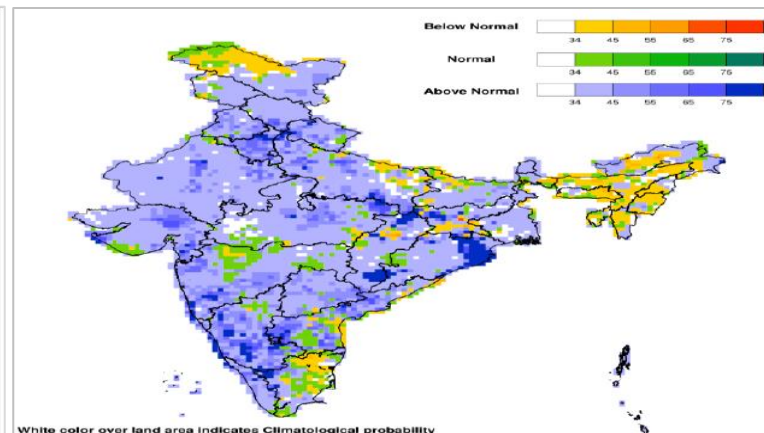 Below Normal
34 45 55 65 75
Normal
34 45 55 65 75
Above Normal
34 45 55 65 75
White color over land area indicates Climatological probability